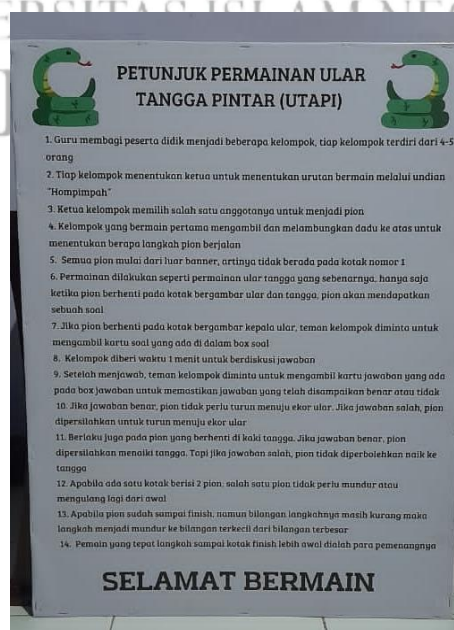 PETUNJUK PERMAINAN ULAR
TANGGA PINTAR (UTAPI)
1. Guru membagi peserta didik menjadi beberapa kelompok, tiap kelompok terdiri dari 4-5
orang
2. Tiap kelompok menentukan ketua untuk menentukan urutan bermain melalui undian
"Hompimpah"
3. Ketua kelompok memilih salah satu anggotanya untuk menjadi pion
4. Kelompok yang bermain pertama mengambil dan melambungkan dadu ke atas untuk
menentukan berapa langkah pion berjalan
5. Semua pion mulai dari luar banner, artinya tidak berada pada kotak nomor 1
6. Permainan dilakukan seperti permainan ular tangga yang sebenarnya, hanya saja
ketika pion berhenti pada kotak bergambar ular dan tangga, pion akan mendapatkan
sebuah soal
7. Jika pion berhenti pada kotak bergambar kepala ular, teman kelompok diminta untuk
mengambil kartu soal yang ada di dalam box soal
8. Kelompok diberi waktu 1 menit untuk berdiskusi jawaban
9. Setelah menjawab, teman kelompok diminta untuk mengambil kartu jawaban yang ada
pada box jawaban untuk memastikan jawaban yang telah disampaikan benar atau tidak
10. Jika jawaban benar, pion tidak perlu turun menuju ekor ular. Jika jawaban salah, pion
dipersilahkan untuk turun menuju ekor ular
11. Berlaku juga pada pion yang berhenti di kaki tangga. Jika jawaban benar, pion
dipersilahkan menaiki tangga. Tapi jika jawaban salah, pion tidak diperbolehkan naik ke
tangga
12. Apabila ada satu kotak berisi 2 pion, salah satu pion tidak perlu mundur atau
mengulang lagi dari awal
13. Apabila pion sudah sampai finish, namun bilangan langkahnya masih kurang maka
langkah menjadi mundur ke bilangan terkecil dari bilangan terbesar
14. Pemain yang tepat langkah sampai kotak finish lebih awal dialah para pemenangnya
SELAMAT BERMAIN